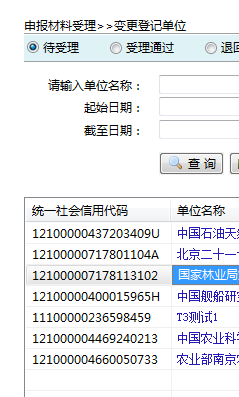 申报材料受理>>变更登记单位
待受理 受理通过 退回
请输入单位名称：
起始日期：
截至日期：
查 询
统一社会信用代码 单位名称
12100000437203409U 中国石油天然
12100000717801104A 北京二十一
121000007178113102 国家林业局
12100000400015965H 中国舰船研
11100000236598459 T3测试1
121000004469240213 中国农业科
121000004660050733 农业部南京